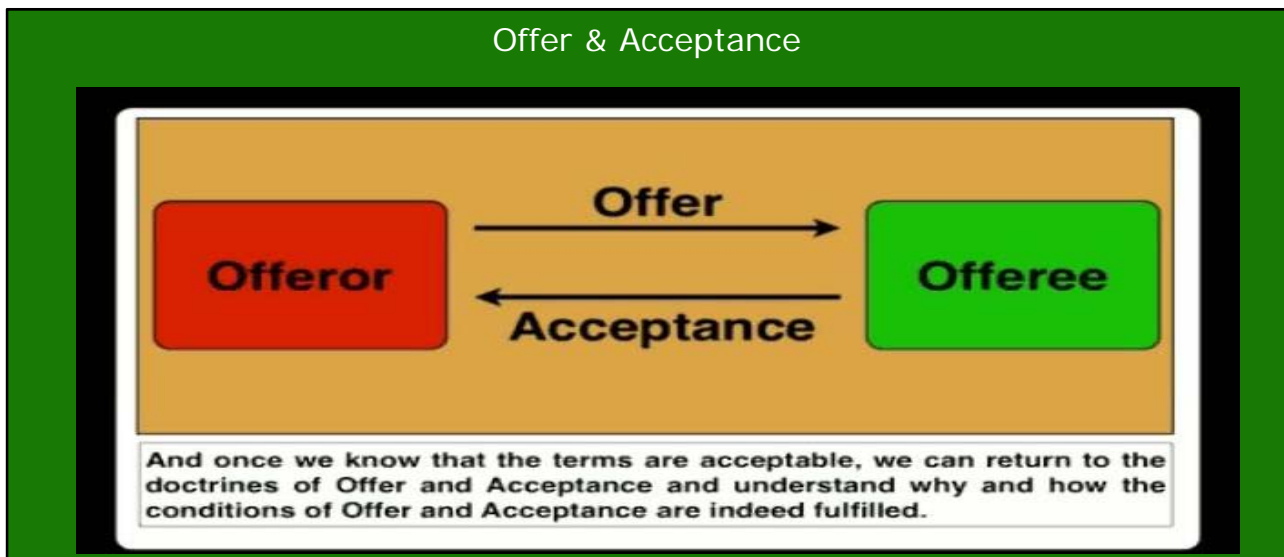 Offer & Acceptance
Offer
Offeror
Offeree
Acceptance
And once we know that the terms are acceptable, we can return to the
doctrines of Offer and Acceptance and understand why and how the
conditions of Offer and Acceptance are indeed fulfilled.